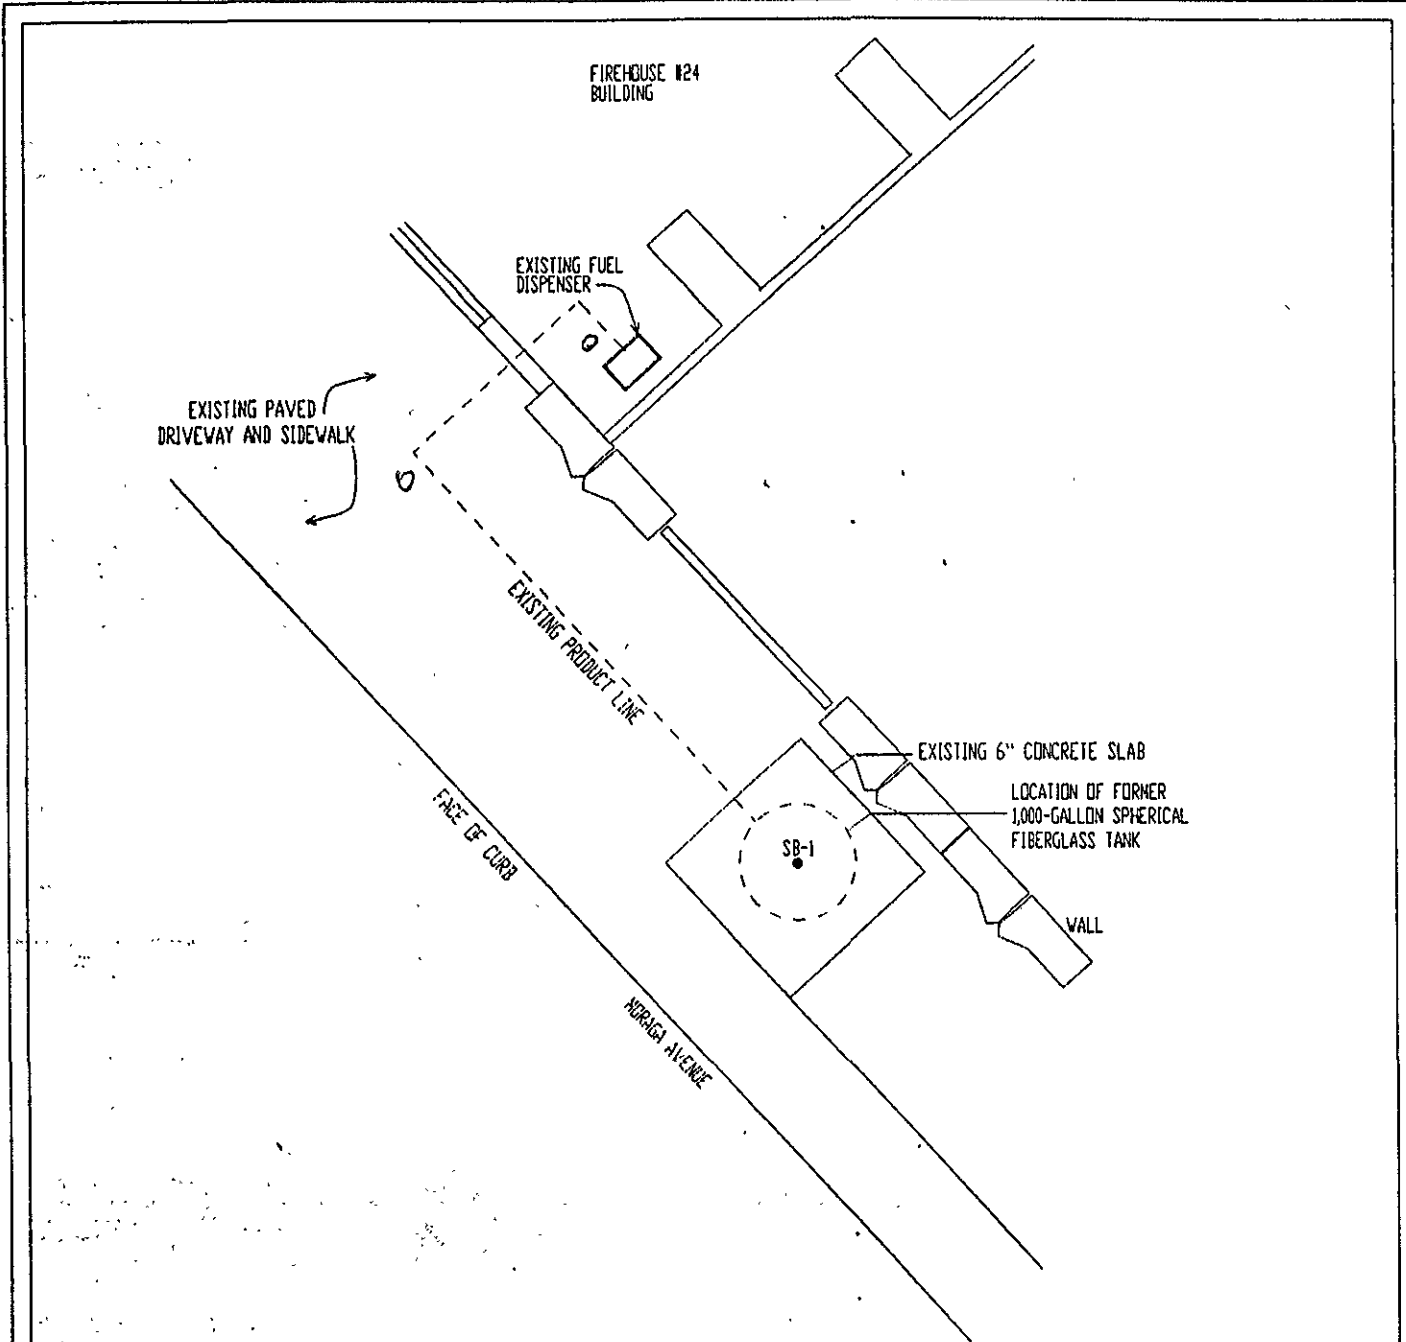 FIREHOUSE #24
BUILDING
EXISTING FUEL
DISPENSER
EXISTING PAVED
DRIVEWAY AND SIDEWALK
EXISTING PRODUCT LINE
EXISTING 6" CONCRETE SLAB
LOCATION OF FORMER
1,000-GALLON SPHERICAL
FIBERGLASS TANK
SB-1
FACE OF CURB
WALL
MORAGA AVENUE